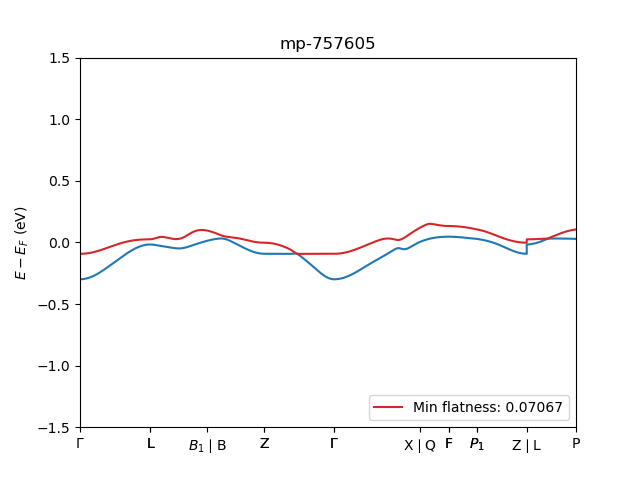 mp-757605
1.5
1.0
0.5
0.0
−0.5
−1.0
−1.5
E − E_F (eV)
Min flatness: 0.07067
Γ L B₁ | B Z Γ X | Q F P₁ Z | L P